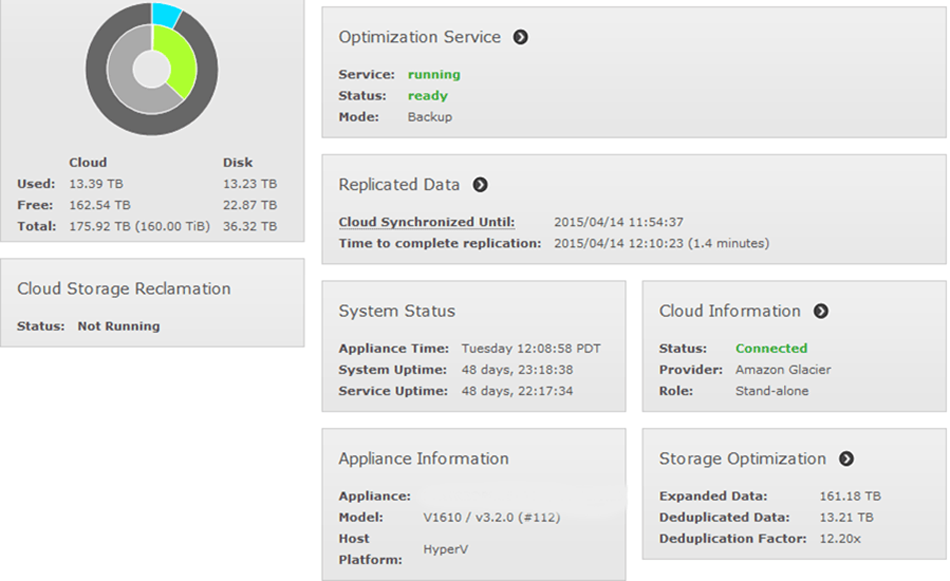 Cloud Disk
Used: 13.39 TB 13.23 TB
Free: 162.54 TB 22.87 TB
Total: 175.92 TB (160.00 TiB) 36.32 TB
Cloud Storage Reclamation
Status: Not Running
Optimization Service
Service: running
Status: ready
Mode: Backup
Replicated Data
Cloud Synchronized Until: 2015/04/14 11:54:37
Time to complete replication: 2015/04/14 12:10:23 (1.4 minutes)
System Status
Appliance Time: Tuesday 12:08:58 PDT
System Uptime: 48 days, 23:18:38
Service Uptime: 48 days, 22:17:34
Cloud Information
Status: Connected
Provider: Amazon Glacier
Role: Stand-alone
Appliance Information
Appliance:
Model: V1610 / v3.2.0 (#112)
Host
Platform: HyperV
Storage Optimization
Expanded Data: 161.18 TB
Deduplicated Data: 13.21 TB
Deduplication Factor: 12.20x